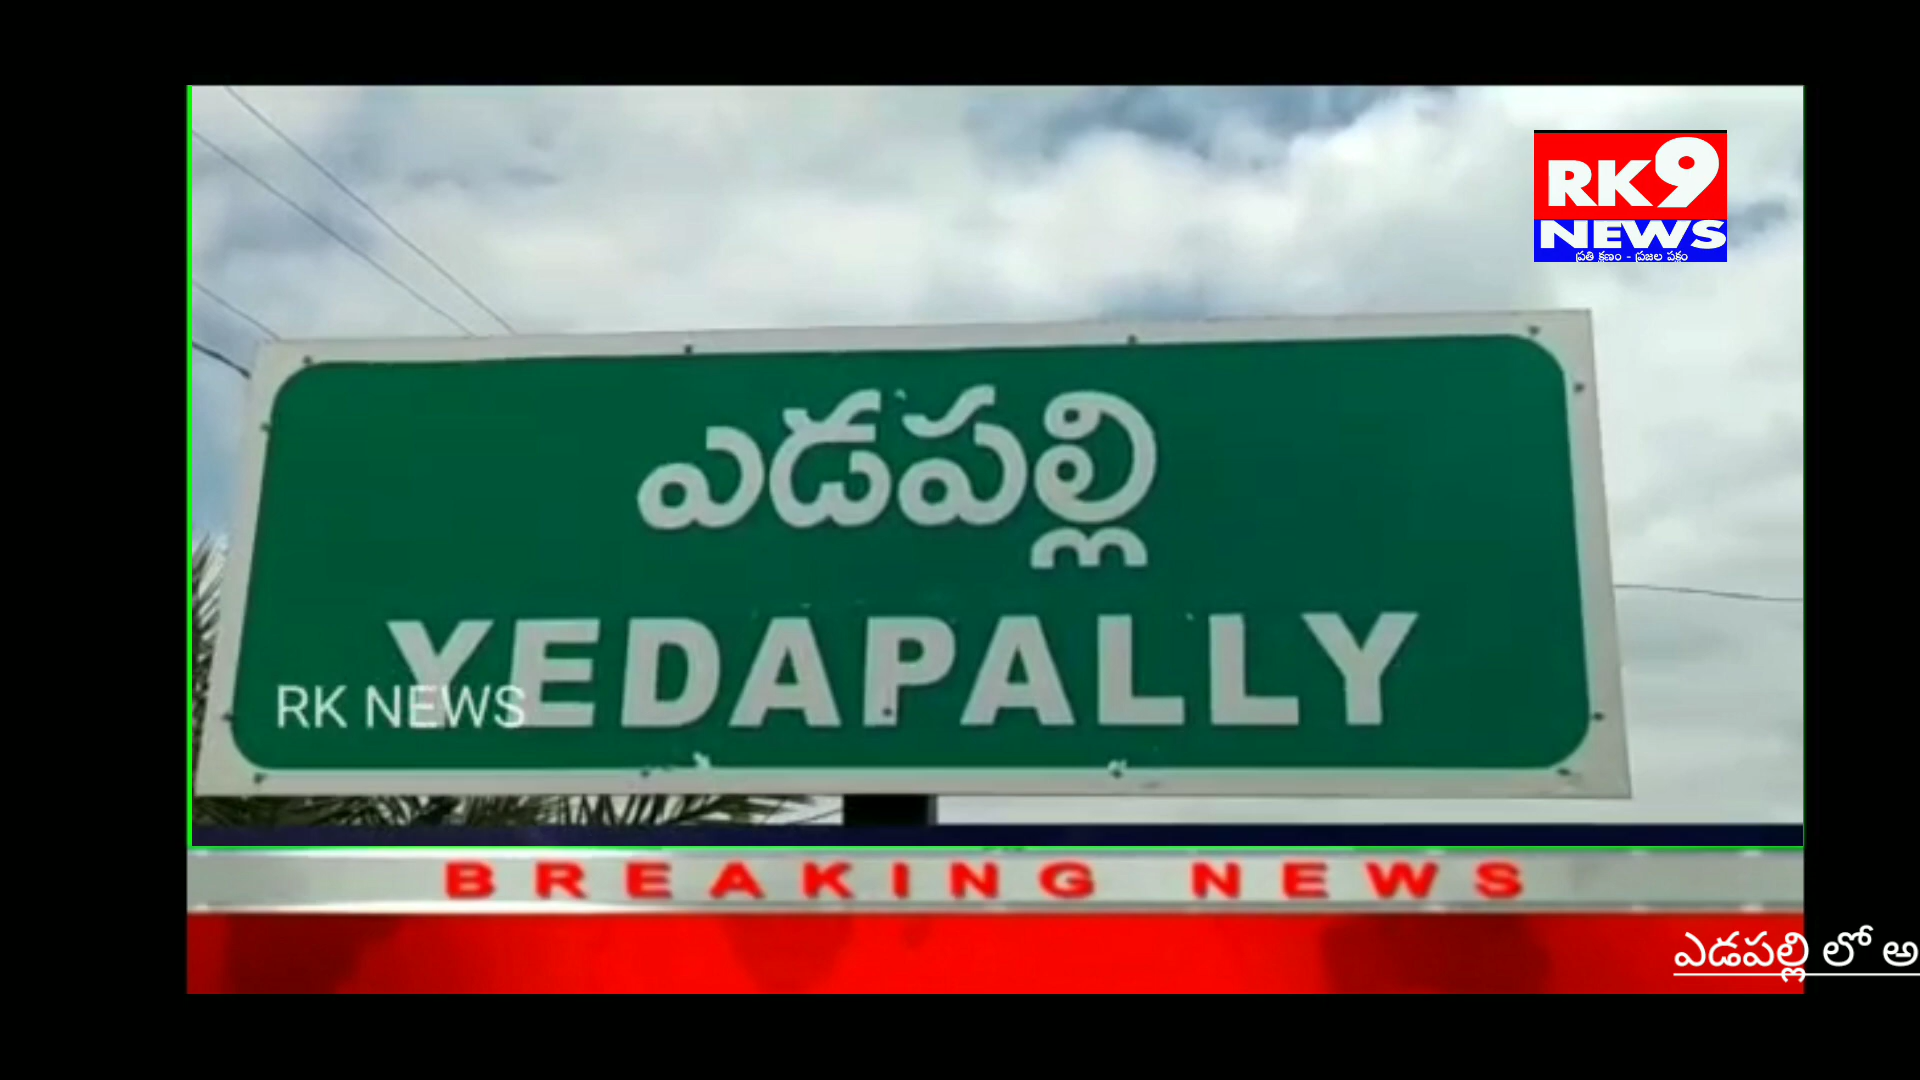 RK9
NEWS
ప్రతి క్షణం - ప్రజల పక్షం
ఎడపల్లి
YEDAPALLY
RK NEWS
BREAKING NEWS
ఎడపల్లి లో అ